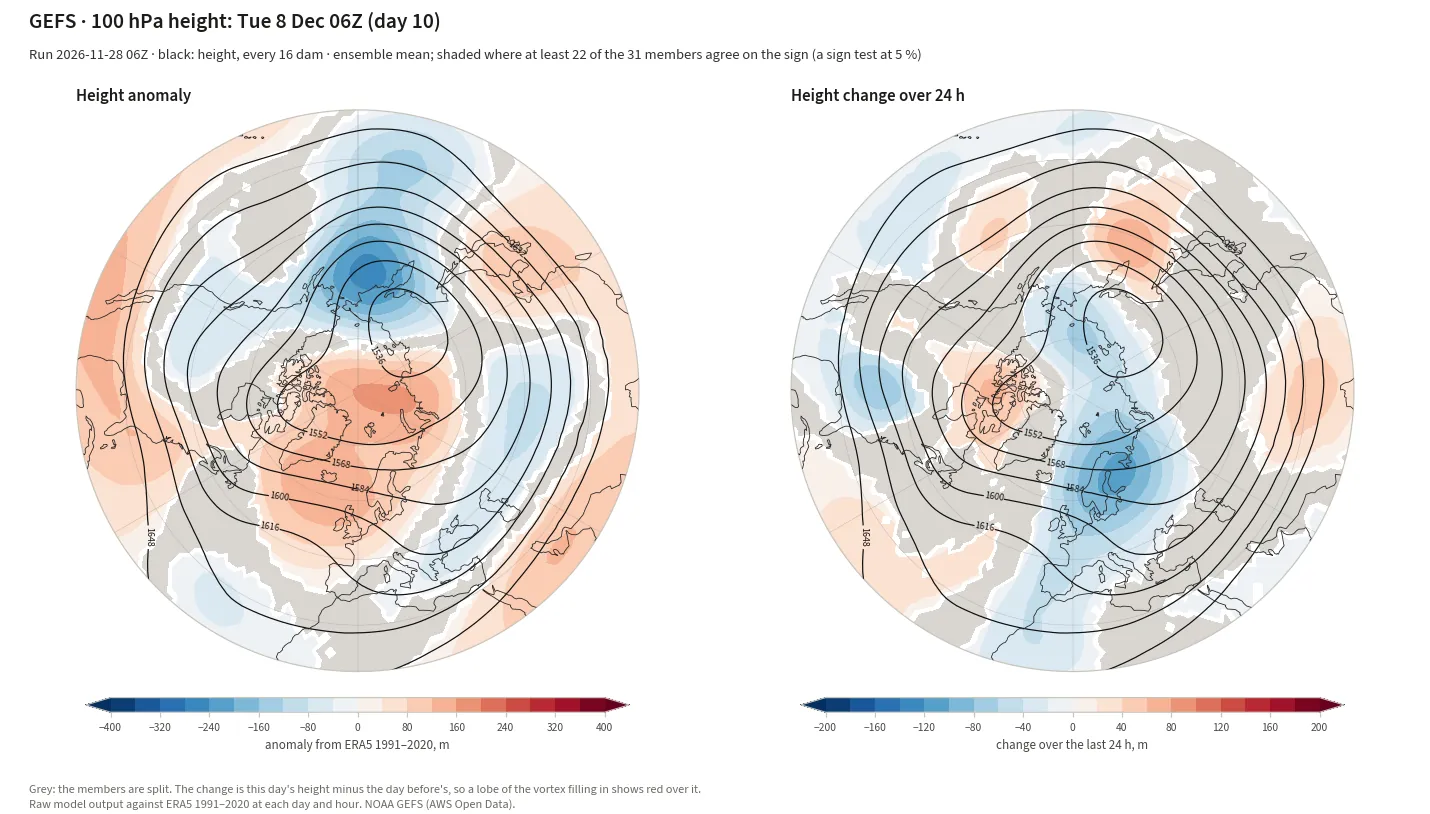 GEFS · 100 hPa height: Tue 8 Dec 06Z (day 10)
Run 2026-11-28 06Z · black: height, every 16 dam · ensemble mean; shaded where at least 22 of the 31 members agree on the sign (a sign test at 5 %)
Height anomaly
Height change over 24 h
1536
1552
1568
1584
1600
1616
1648
1536
1552
1568
1584
1600
1616
1648
−400 −320 −240 −160 −80 0 80 160 240 320 400
anomaly from ERA5 1991–2020, m
−200 −160 −120 −80 −40 0 40 80 120 160 200
change over the last 24 h, m
Grey: the members are split. The change is this day's height minus the day before's, so a lobe of the vortex filling in shows red over it.
Raw model output against ERA5 1991–2020 at each day and hour. NOAA GEFS (AWS Open Data).